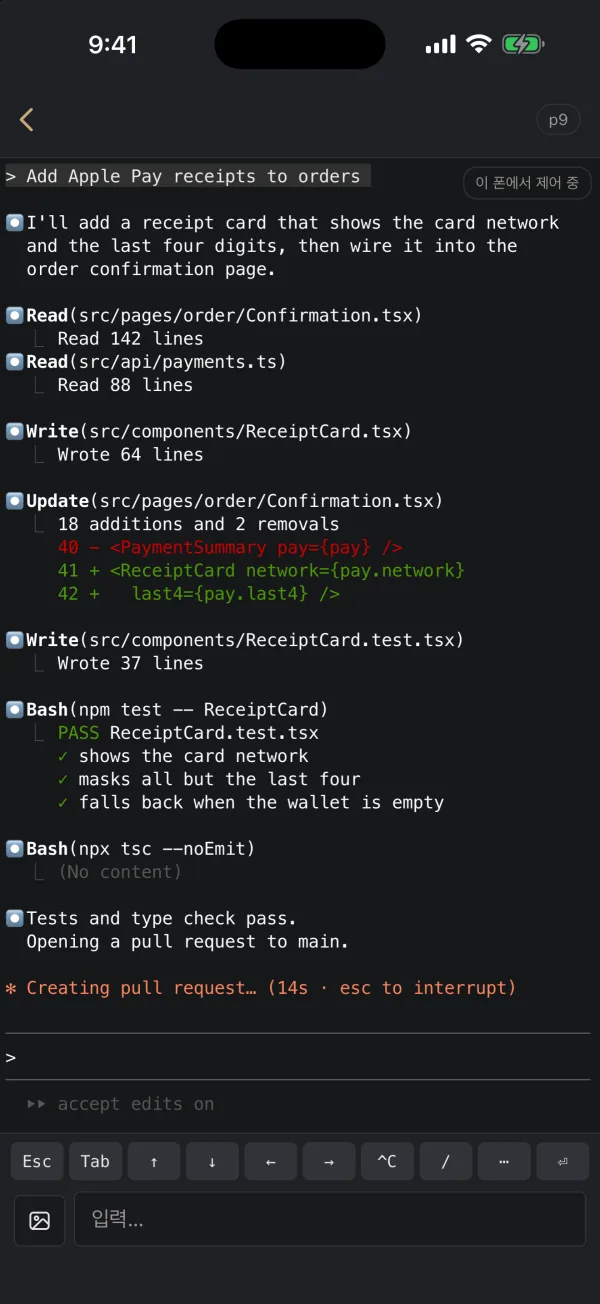 9:41
p9
> Add Apple Pay receipts to orders
이 폰에서 제어 중
I'll add a receipt card that shows the card network
and the last four digits, then wire it into the
order confirmation page.
Read(src/pages/order/Confirmation.tsx)
⎿ Read 142 lines
Read(src/api/payments.ts)
⎿ Read 88 lines
Write(src/components/ReceiptCard.tsx)
⎿ Wrote 64 lines
Update(src/pages/order/Confirmation.tsx)
⎿ 18 additions and 2 removals
40 - <PaymentSummary pay={pay} />
41 + <ReceiptCard network={pay.network}
42 +   last4={pay.last4} />
Write(src/components/ReceiptCard.test.tsx)
⎿ Wrote 37 lines
Bash(npm test -- ReceiptCard)
⎿ PASS ReceiptCard.test.tsx
✓ shows the card network
✓ masks all but the last four
✓ falls back when the wallet is empty
Bash(npx tsc --noEmit)
⎿ (No content)
Tests and type check pass.
Opening a pull request to main.
✻ Creating pull request… (14s · esc to interrupt)
>
▸▸ accept edits on
Esc Tab ↑ ↓ ← → ^C / ⋯ ⏎
입력...